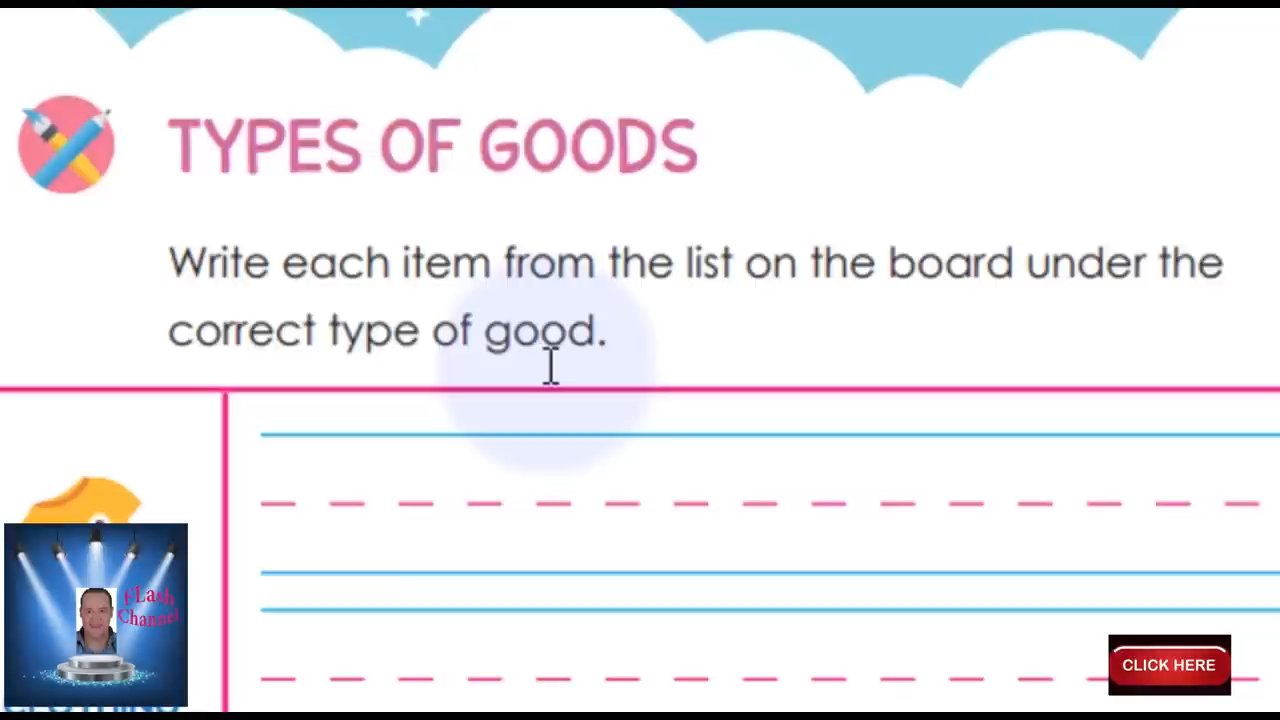 TYPES OF GOODS
Write each item from the list on the board under the
correct type of good.
fLash
Channel
CLICK HERE